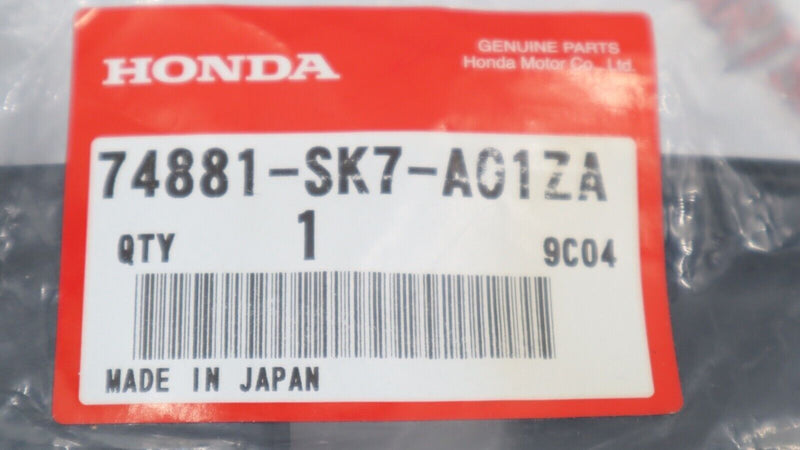 HONDA
GENUINE PARTS
Honda Motor Co., Ltd.
74881-SK7-A01ZA
QTY 1 9C04
MADE IN JAPAN